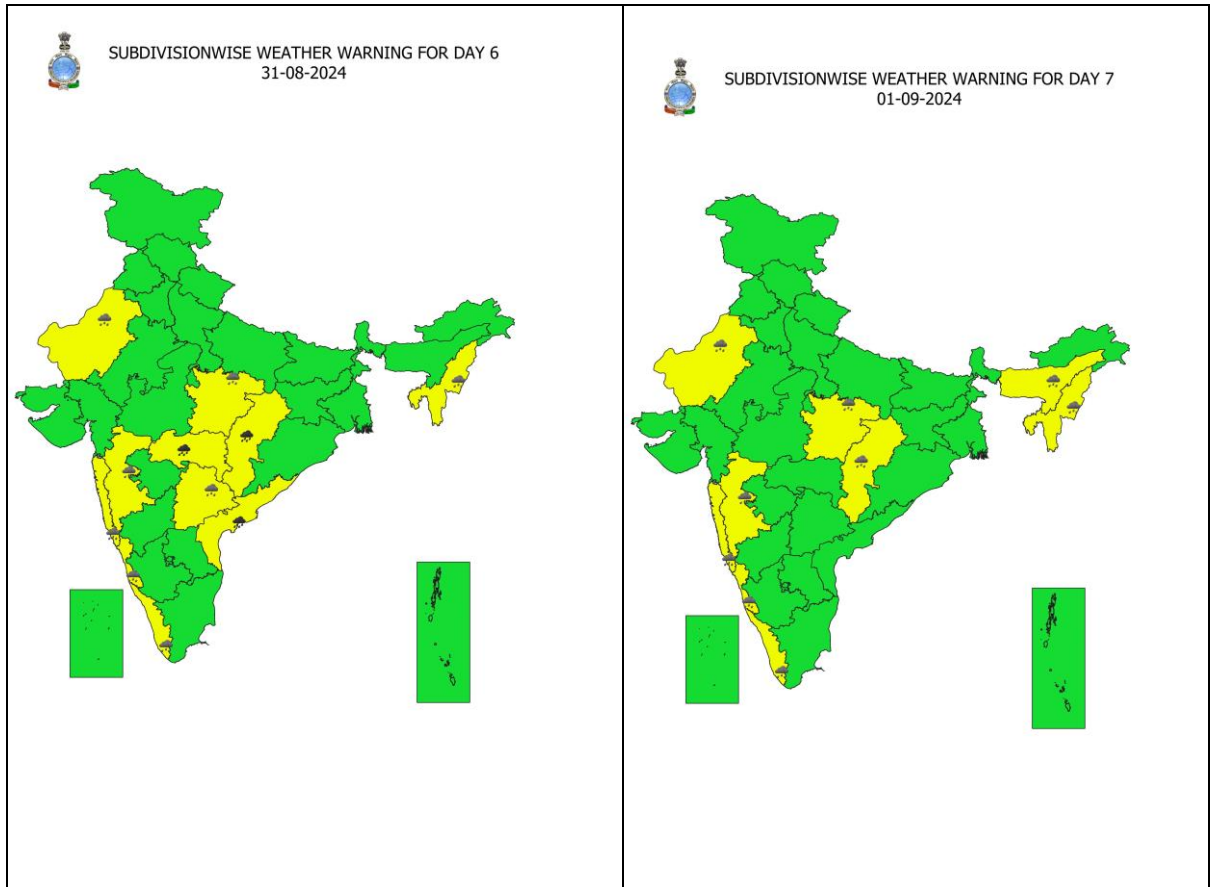 SUBDIVISIONWISE WEATHER WARNING FOR DAY 6
31-08-2024
SUBDIVISIONWISE WEATHER WARNING FOR DAY 7
01-09-2024